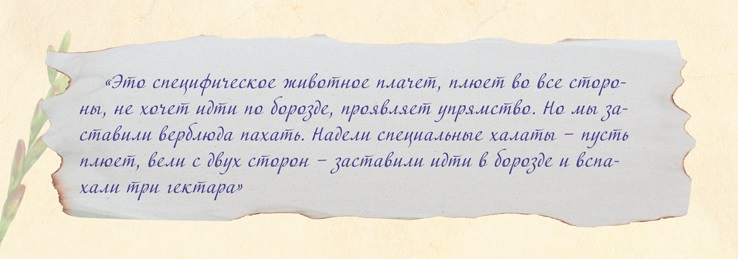 «Это специфическое животное плачет, плюет во все сторо-
ны, не хочет идти по борозде, проявляет упрямство. Но мы за-
ставили верблюда пахать. Надели специальные халаты – пусть
плюет, вели с двух сторон – заставили идти в борозде и вспа-
хали три гектара»